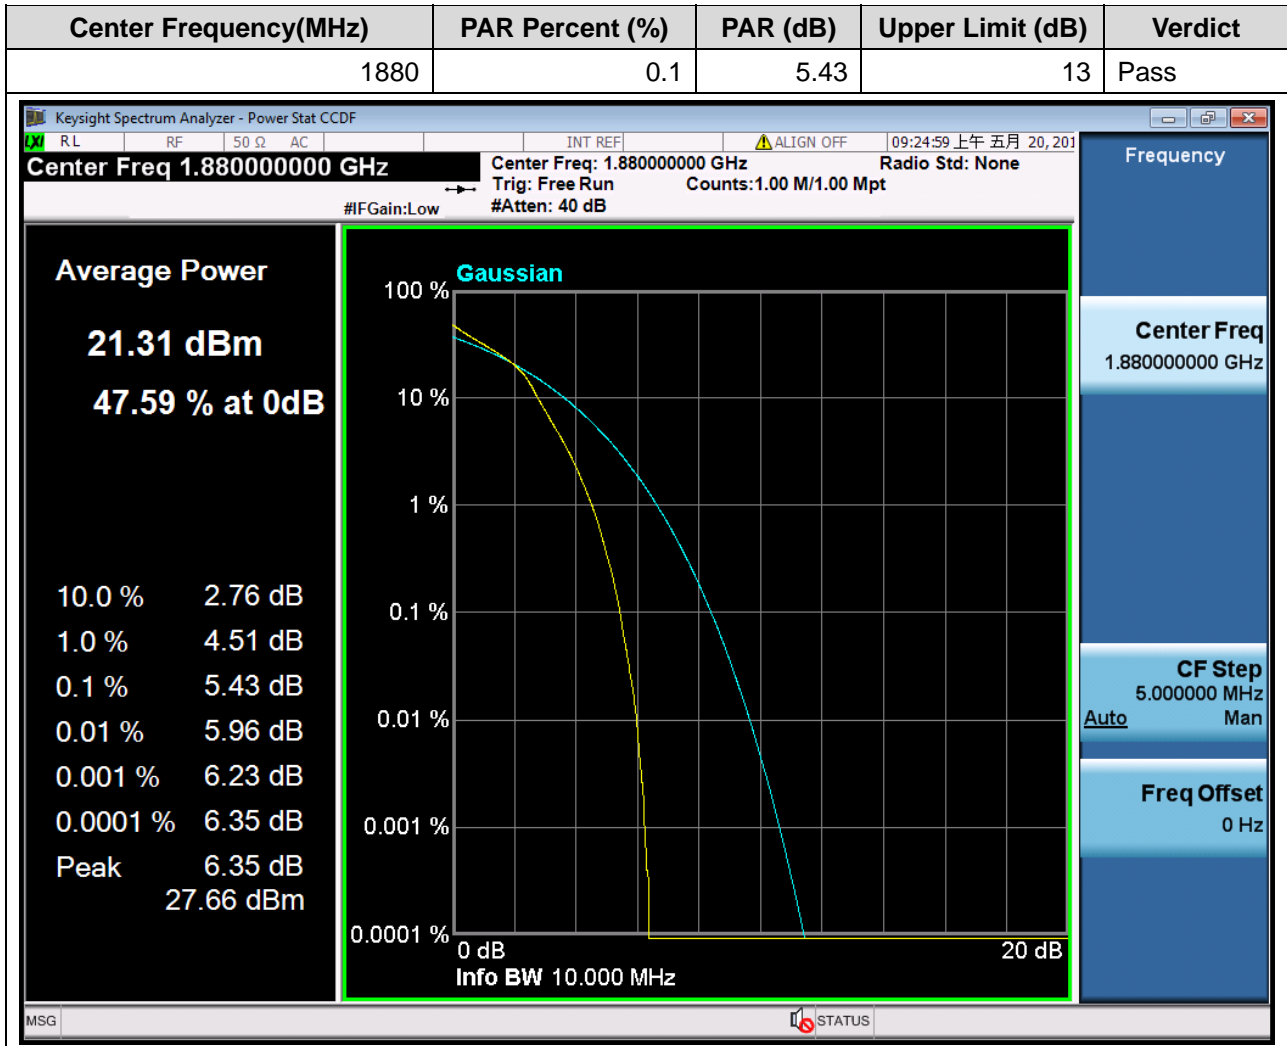 Center Frequency(MHz) PAR Percent (%) PAR (dB) Upper Limit (dB) Verdict
1880 0.1 5.43 13 Pass
Keysight Spectrum Analyzer - Power Stat CCDF
LXI RL RF 50 Ω AC INT REF ALIGN OFF 09:24:59 上午 五月 20, 201
Center Freq 1.880000000 GHz
Center Freq: 1.880000000 GHz Radio Std: None
Trig: Free Run Counts:1.00 M/1.00 Mpt
#IFGain:Low #Atten: 40 dB
Frequency
Average Power
21.31 dBm
47.59 % at 0dB
10.0 % 2.76 dB
1.0 % 4.51 dB
0.1 % 5.43 dB
0.01 % 5.96 dB
0.001 % 6.23 dB
0.0001 % 6.35 dB
Peak 6.35 dB
27.66 dBm
Gaussian
100 %
10 %
1 %
0.1 %
0.01 %
0.001 %
0.0001 %
0 dB 20 dB
Info BW 10.000 MHz
Center Freq
1.880000000 GHz
CF Step
5.000000 MHz
Auto Man
Freq Offset
0 Hz
MSG STATUS